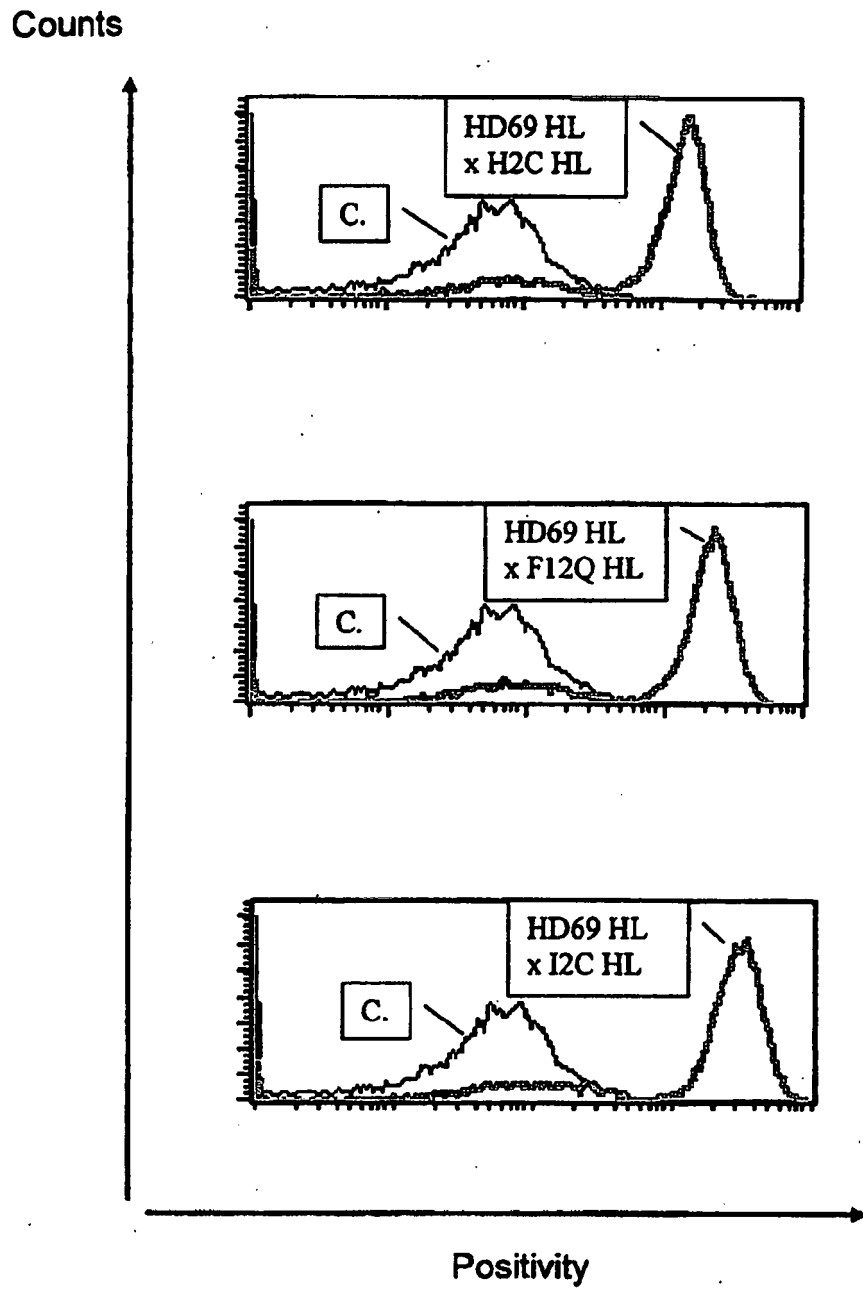 Counts
HD69 HL
x H2C HL
C.
HD69 HL
x F12Q HL
C.
HD69 HL
x I2C HL
C.
Positivity